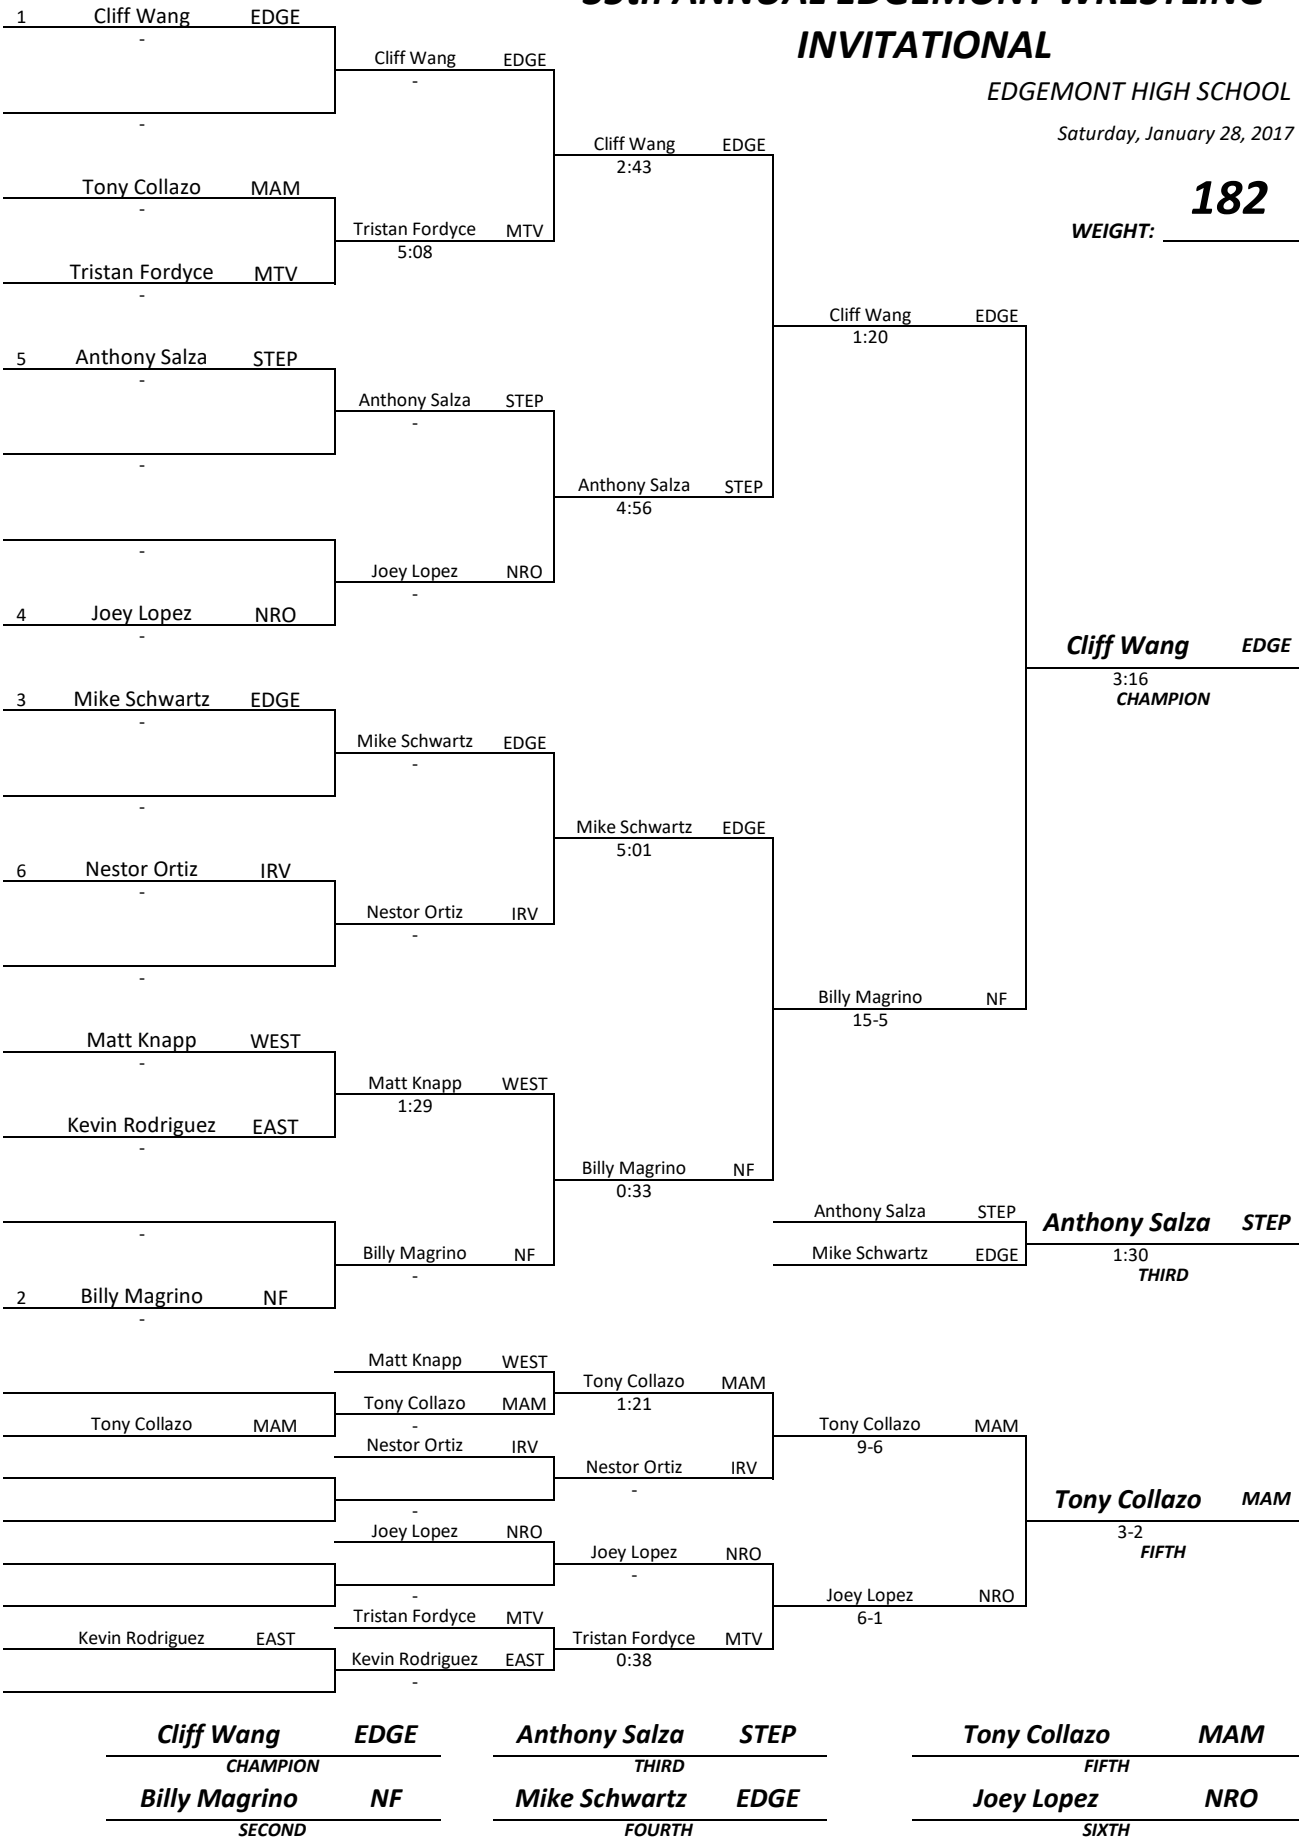 ANNUAL EDGEMONT WRESTLING
INVITATIONAL
EDGEMONT HIGH SCHOOL
Saturday, January 28, 2017
WEIGHT: 182
1 Cliff Wang EDGE
-
-
Tony Collazo MAM
-
Tristan Fordyce MTV
-
5 Anthony Salza STEP
-
-
-
4 Joey Lopez NRO
-
3 Mike Schwartz EDGE
-
-
6 Nestor Ortiz IRV
-
-
Matt Knapp WEST
-
Kevin Rodriguez EAST
-
-
2 Billy Magrino NF
-
Cliff Wang EDGE
-
Tristan Fordyce MTV
5:08
Anthony Salza STEP
-
Joey Lopez NRO
-
Mike Schwartz EDGE
-
Nestor Ortiz IRV
-
Matt Knapp WEST
1:29
Billy Magrino NF
-
Cliff Wang EDGE
2:43
Anthony Salza STEP
4:56
Mike Schwartz EDGE
5:01
Billy Magrino NF
0:33
Cliff Wang EDGE
1:20
Billy Magrino NF
15-5
Cliff Wang EDGE
3:16
CHAMPION
Anthony Salza STEP
Mike Schwartz EDGE
Anthony Salza STEP
1:30
THIRD
Tony Collazo MAM
Kevin Rodriguez EAST
Matt Knapp WEST
Tony Collazo MAM
-
Nestor Ortiz IRV
-
Joey Lopez NRO
-
Tristan Fordyce MTV
Kevin Rodriguez EAST
-
Tony Collazo MAM
1:21
Nestor Ortiz IRV
-
Joey Lopez NRO
-
Tristan Fordyce MTV
0:38
Tony Collazo MAM
9-6
Joey Lopez NRO
6-1
Tony Collazo MAM
3-2
FIFTH
Cliff Wang EDGE Anthony Salza STEP Tony Collazo MAM
CHAMPION THIRD FIFTH
Billy Magrino NF Mike Schwartz EDGE Joey Lopez NRO
SECOND FOURTH SIXTH